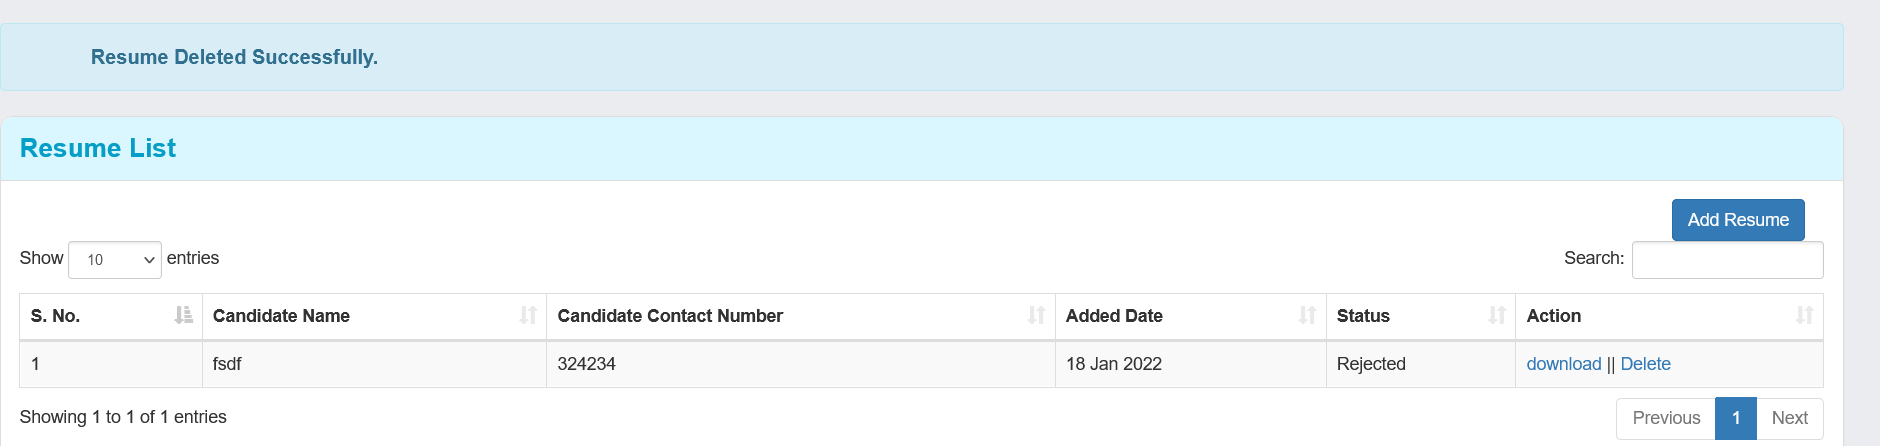 Resume Deleted Successfully.
Resume List
Add Resume
Show 10 entries Search:
S. No. Candidate Name Candidate Contact Number Added Date Status Action
1 fsdf 324234 18 Jan 2022 Rejected download || Delete
Showing 1 to 1 of 1 entries Previous 1 Next